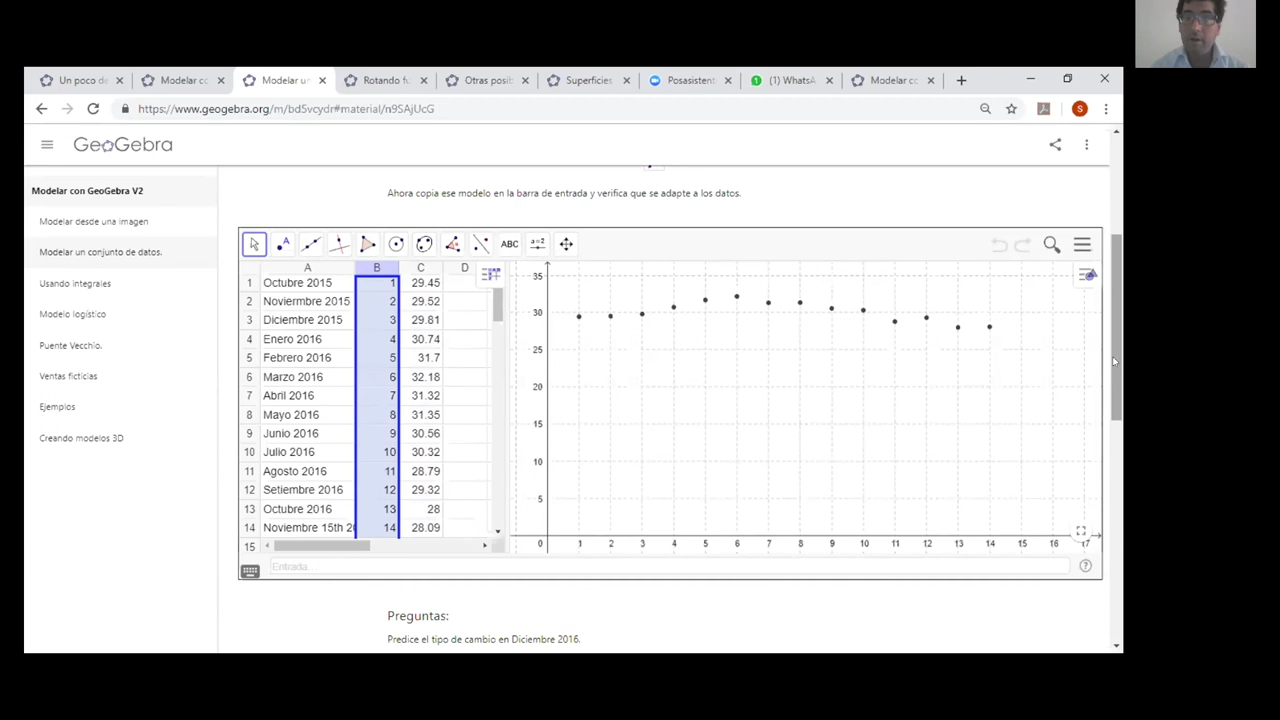 Un poco de
Modelar co
Modelar un
Rotando fu
Otras posib
Superficies
Posasistent
(1) WhatsA
Modelar co
https://www.geogebra.org/m/bd5vcydr#material/n9SAjUcG
S
GeoGebra
Modelar con GeoGebra V2
Modelar desde una imagen
Modelar un conjunto de datos.
Usando integrales
Modelo logístico
Puente Vecchio.
Ventas ficticias
Ejemplos
Creando modelos 3D
Ahora copia ese modelo en la barra de entrada y verifica que se adapte a los datos.
ABC
a=2
A B C D
1 Octubre 2015 1 29.45
2 Noviermbre 2015 2 29.52
3 Diciembre 2015 3 29.81
4 Enero 2016 4 30.74
5 Febrero 2016 5 31.7
6 Marzo 2016 6 32.18
7 Abril 2016 7 31.32
8 Mayo 2016 8 31.35
9 Junio 2016 9 30.56
10 Julio 2016 10 30.32
11 Agosto 2016 11 28.79
12 Setiembre 2016 12 29.32
13 Octubre 2016 13 28
14 Noviembre 15th 20 14 28.09
15
35
30
25
20
15
10
5
0 1 2 3 4 5 6 7 8 9 10 11 12 13 14 15 16 17
Entrada...
Preguntas:
Predice el tipo de cambio en Diciembre 2016.